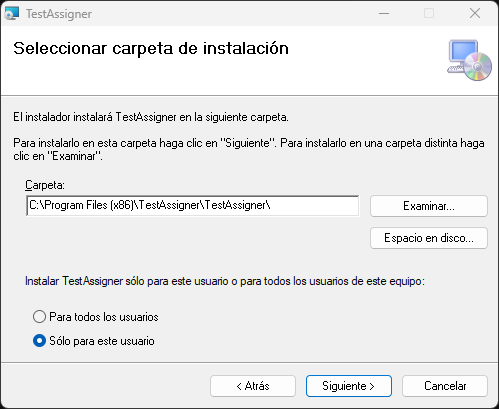 TestAssigner
Seleccionar carpeta de instalación
El instalador instalará TestAssigner en la siguiente carpeta.
Para instalarlo en esta carpeta haga clic en "Siguiente". Para instalarlo en una carpeta distinta haga
clic en "Examinar".
Carpeta:
C:\Program Files (x86)\TestAssigner\TestAssigner\
Examinar...
Espacio en disco...
Instalar TestAssigner sólo para este usuario o para todos los usuarios de este equipo:
Para todos los usuarios
Sólo para este usuario
< Atrás
Siguiente >
Cancelar